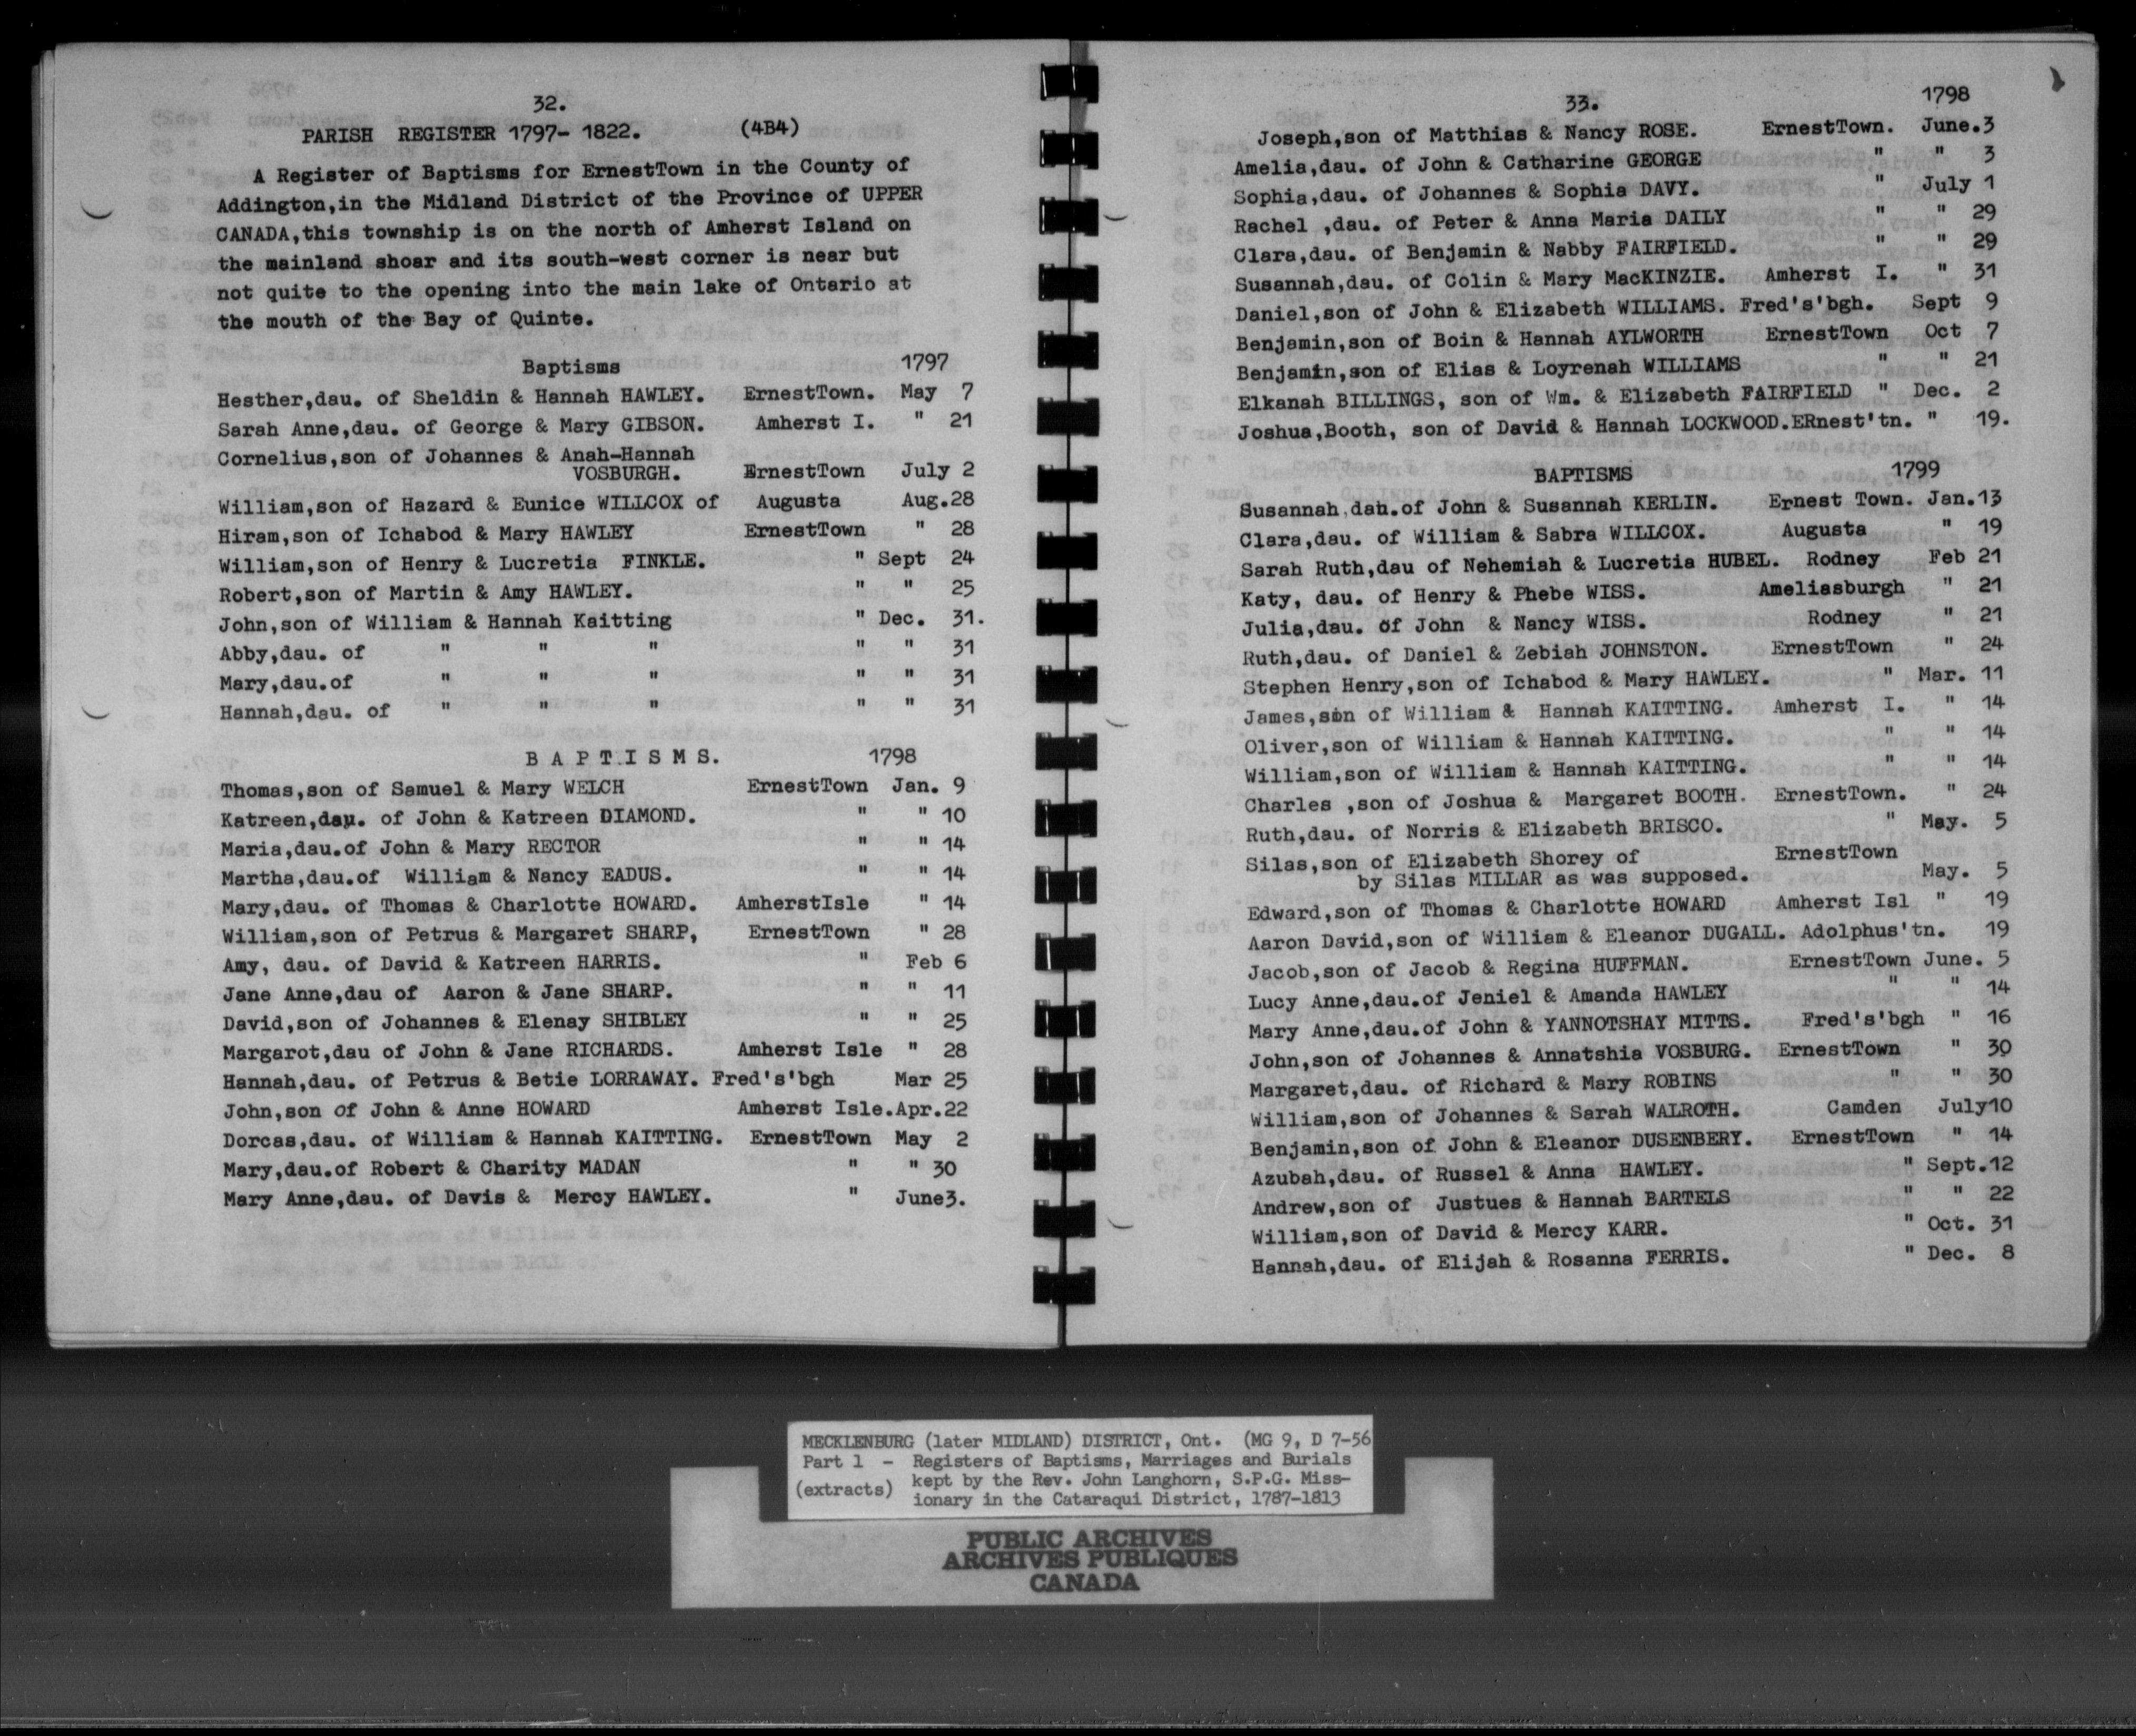 32.
PARISH REGISTER 1797- 1822. (4B4)
A Register of Baptisms for ErnestTown in the County of
Addington,in the Midland District of the Province of UPPER
CANADA,this township is on the north of Amherst Island on
the mainland shoar and its south-west corner is near but
not quite to the opening into the main lake of Ontario at
the mouth of the Bay of Quinte.
Baptisms 1797
Hesther,dau. of Sheldin & Hannah HAWLEY. ErnestTown. May 7
Sarah Anne,dau. of George & Mary GIBSON. Amherst I. " 21
Cornelius,son of Johannes & Anah-Hannah
VOSBURGH. ErnestTown July 2
William,son of Hazard & Eunice WILLCOX of Augusta Aug.28
Hiram,son of Ichabod & Mary HAWLEY ErnestTown " 28
William,son of Henry & Lucretia FINKLE. " Sept 24
Robert,son of Martin & Amy HAWLEY. " " 25
John,son of William & Hannah Kaitting " Dec. 31.
Abby,dau. of " " " " " 31
Mary,dau.of " " " " " 31
Hannah,dau. of " " " " " 31
B A P T I S M S. 1798
Thomas,son of Samuel & Mary WELCH ErnestTown Jan. 9
Katreen,dau. of John & Katreen DIAMOND. " " 10
Maria,dau.of John & Mary RECTOR " " 14
Martha,dau.of William & Nancy EADUS. " " 14
Mary,dau. of Thomas & Charlotte HOWARD. AmherstIsle " 14
William,son of Petrus & Margaret SHARP, ErnestTown " 28
Amy, dau. of David & Katreen HARRIS. " Feb 6
Jane Anne,dau of Aaron & Jane SHARP. " " 11
David,son of Johannes & Elenay SHIBLEY " " 25
Margarot,dau of John & Jane RICHARDS. Amherst Isle " 28
Hannah,dau. of Petrus & Betie LORRAWAY. Fred's'bgh Mar 25
John,son of John & Anne HOWARD Amherst Isle.Apr.22
Dorcas,dau. of William & Hannah KAITTING. ErnestTown May 2
Mary,dau.of Robert & Charity MADAN " " 30
Mary Anne,dau. of Davis & Mercy HAWLEY. " June3.
33. 1798
Joseph,son of Matthias & Nancy ROSE. ErnestTown. June.3
Amelia,dau. of John & Catharine GEORGE " " 3
Sophia,dau. of Johannes & Sophia DAVY. " July 1
Rachel ,dau. of Peter & Anna Maria DAILY " " 29
Clara,dau. of Benjamin & Nabby FAIRFIELD. " " 29
Susannah,dau. of Colin & Mary MacKINZIE. Amherst I. " 31
Daniel,son of John & Elizabeth WILLIAMS. Fred's'bgh. Sept 9
Benjamin,son of Boin & Hannah AYLWORTH ErnestTown Oct 7
Benjamin,son of Elias & Loyrenah WILLIAMS " " 21
Elkanah BILLINGS, son of Wm. & Elizabeth FAIRFIELD " Dec. 2
Joshua,Booth, son of David & Hannah LOCKWOOD.ERnest'tn. " 19.
BAPTISMS 1799
Susannah,dau.of John & Susannah KERLIN. Ernest Town. Jan.13
Clara,dau. of William & Sabra WILLCOX. Augusta " 19
Sarah Ruth,dau of Nehemiah & Lucretia HUBEL. Rodney Feb 21
Katy, dau. of Henry & Phebe WISS. Ameliasburgh " 21
Julia,dau. of John & Nancy WISS. Rodney " 21
Ruth,dau. of Daniel & Zebiah JOHNSTON. ErnestTown " 24
Stephen Henry,son of Ichabod & Mary HAWLEY. " Mar. 11
James,son of William & Hannah KAITTING. Amherst I. " 14
Oliver,son of William & Hannah KAITTING. " " 14
William,son of William & Hannah KAITTING. " " 14
Charles ,son of Joshua & Margaret BOOTH. ErnestTown. " 24
Ruth,dau. of Norris & Elizabeth BRISCO. " May. 5
Silas,son of Elizabeth Shorey of ErnestTown
by Silas MILLAR as was supposed. May. 5
Edward,son of Thomas & Charlotte HOWARD Amherst Isl " 19
Aaron David,son of William & Eleanor DUGALL. Adolphus'tn. 19
Jacob,son of Jacob & Regina HUFFMAN. ErnestTown June. 5
Lucy Anne,dau.of Jeniel & Amanda HAWLEY " " 14
Mary Anne,dau.of John & YANNOTSHAY MITTS. Fred's'bgh " 16
John,son of Johannes & Annatshia VOSBURG. ErnestTown " 30
Margaret,dau. of Richard & Mary ROBINS " " 30
William,son of Johannes & Sarah WALROTH. Camden July10
Benjamin,son of John & Eleanor DUSENBERY. ErnestTown " 14
Azubah,dau. of Russel & Anna HAWLEY. " Sept.12
Andrew,son of Justues & Hannah BARTELS " " 22
William,son of David & Mercy KARR. " Oct. 31
Hannah,dau. of Elijah & Rosanna FERRIS. " Dec. 8
MECKLENBURG (later MIDLAND) DISTRICT, Ont. (MG 9, D 7-56
Part 1 - Registers of Baptisms, Marriages and Burials
(extracts) kept by the Rev. John Langhorn, S.P.G. Miss-
ionary in the Cataraqui District, 1787-1813
PUBLIC ARCHIVES
ARCHIVES PUBLIQUES
CANADA